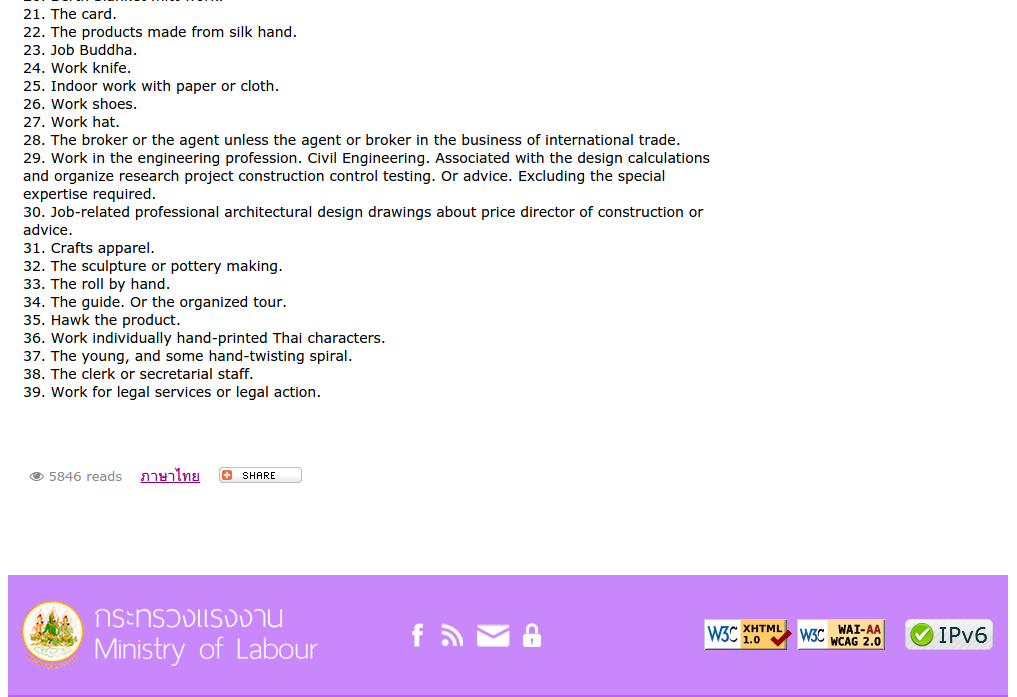 21. The card.
22. The products made from silk hand.
23. Job Buddha.
24. Work knife.
25. Indoor work with paper or cloth.
26. Work shoes.
27. Work hat.
28. The broker or the agent unless the agent or broker in the business of international trade.
29. Work in the engineering profession. Civil Engineering. Associated with the design calculations
and organize research project construction control testing. Or advice. Excluding the special
expertise required.
30. Job-related professional architectural design drawings about price director of construction or
advice.
31. Crafts apparel.
32. The sculpture or pottery making.
33. The roll by hand.
34. The guide. Or the organized tour.
35. Hawk the product.
36. Work individually hand-printed Thai characters.
37. The young, and some hand-twisting spiral.
38. The clerk or secretarial staff.
39. Work for legal services or legal action.
5846 reads ภาษาไทย SHARE
กระทรวงแรงงาน
Ministry of Labour
W3C XHTML 1.0
W3C WAI-AA WCAG 2.0
IPv6